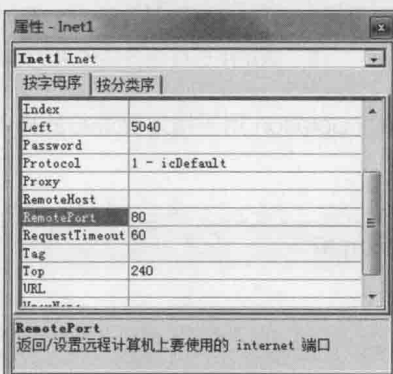 属性 - Inet1
Inet1 Inet
按字母序 按分类序
Index
Left 5040
Password
Protocol 1 - icDefault
Proxy
RemoteHost
RemotePort 80
RequestTimeout 60
Tag
Top 240
URL
RemotePort
返回/设置远程计算机上要使用的 internet 端口